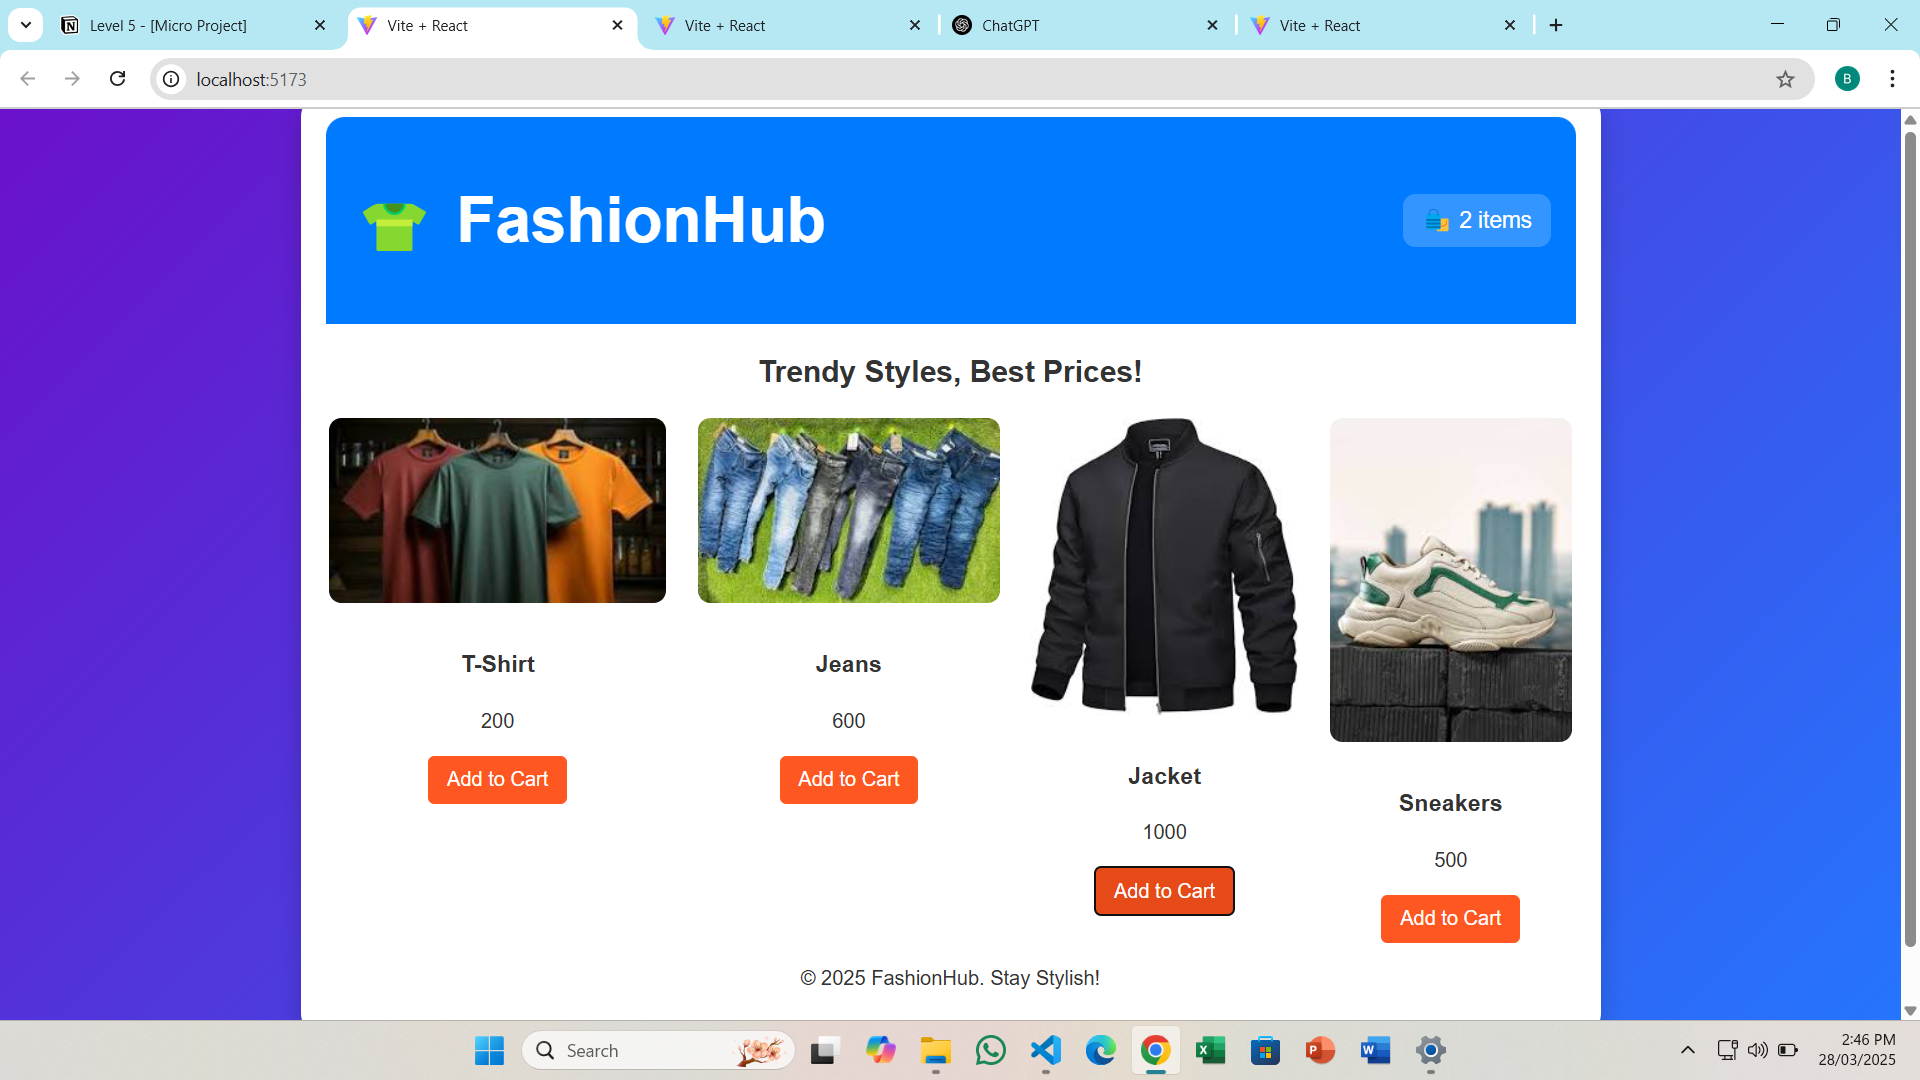 Level 5 - [Micro Project]
Vite + React
Vite + React
ChatGPT
Vite + React
localhost:5173
B
FashionHub
2 items
Trendy Styles, Best Prices!
T-Shirt
200
Add to Cart
Jeans
600
Add to Cart
Jacket
1000
Add to Cart
Sneakers
500
Add to Cart
© 2025 FashionHub. Stay Stylish!
Search
2:46 PM
28/03/2025